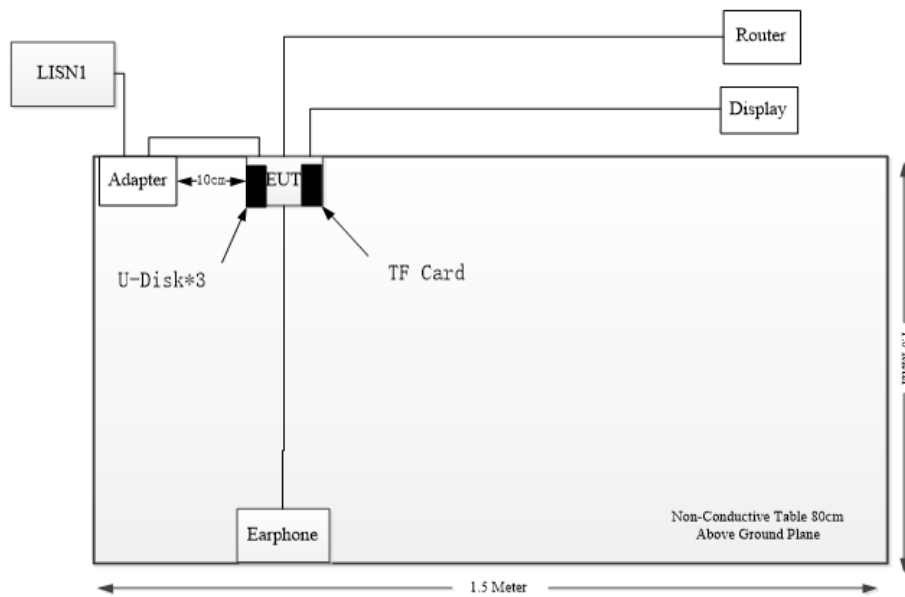 Router
LISN1
Display
Adapter
10cm
EUT
U-Disk*3
TF Card
Earphone
Non-Conductive Table 80cm
Above Ground Plane
1.5 Meter